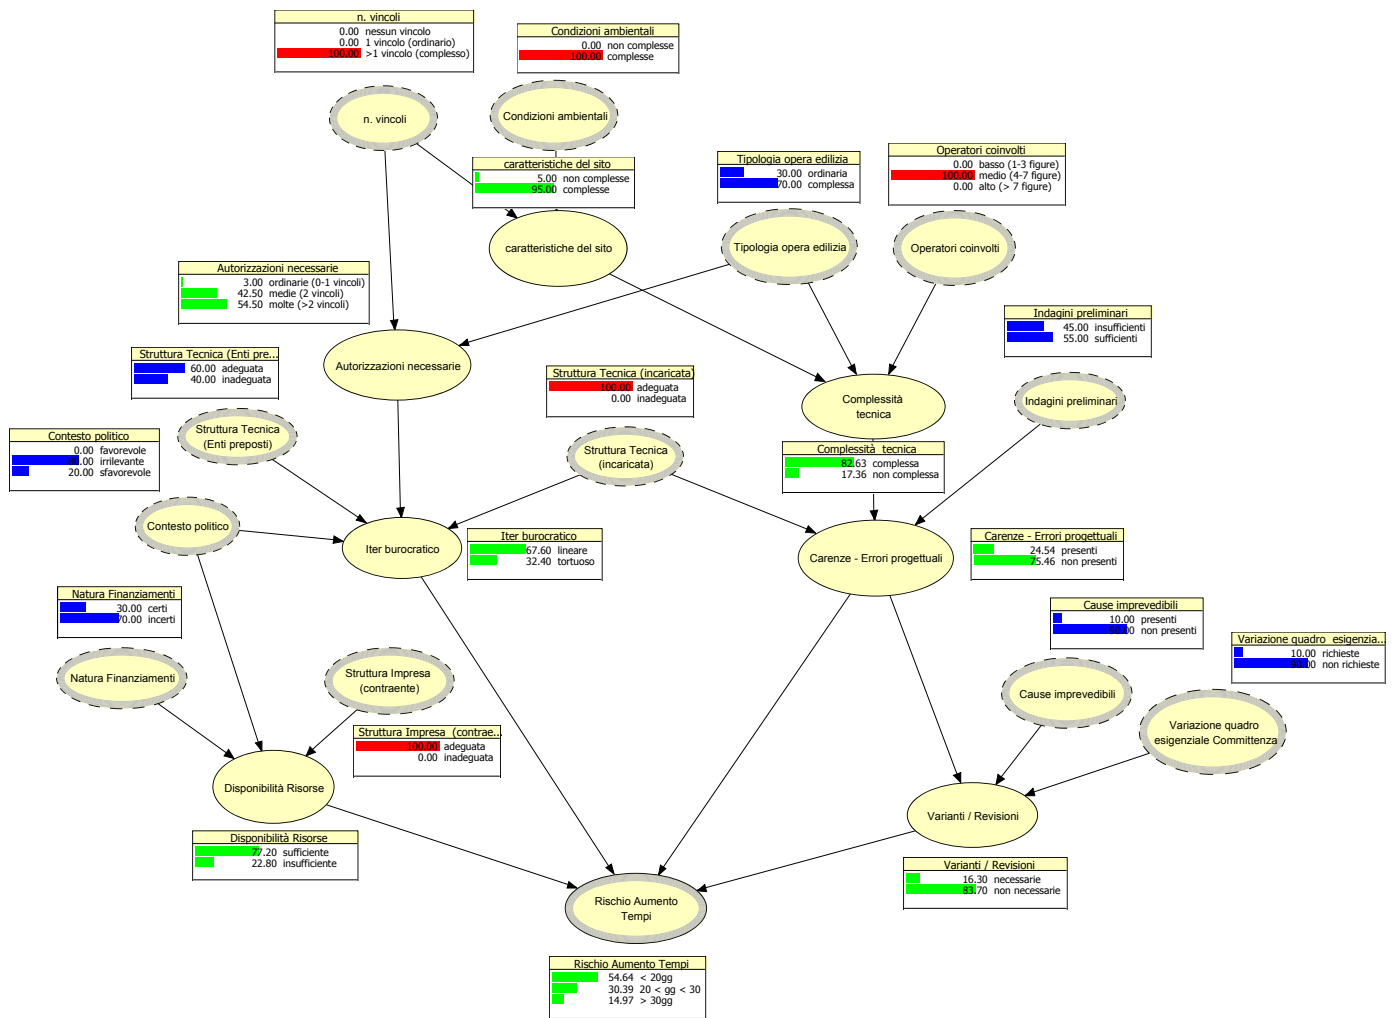 n. vincoli
0.00 nessun vincolo
0.00 1 vincolo (ordinario)
100.00 >1 vincolo (complesso)
Condizioni ambientali
0.00 non complesse
100.00 complesse
n. vincoli
Condizioni ambientali
caratteristiche del sito
5.00 non complesse
95.00 complesse
Tipologia opera edilizia
30.00 ordinaria
70.00 complessa
Operatori coinvolti
0.00 basso (1-3 figure)
100.00 medio (4-7 figure)
0.00 alto (> 7 figure)
caratteristiche del sito
Tipologia opera edilizia
Operatori coinvolti
Autorizzazioni necessarie
3.00 ordinarie (0-1 vincoli)
42.50 medie (2 vincoli)
54.50 molte (>2 vincoli)
Indagini preliminari
45.00 insufficienti
55.00 sufficienti
Struttura Tecnica (Enti pre...
60.00 adeguata
40.00 inadeguata
Autorizzazioni necessarie
Struttura Tecnica (incaricata)
100.00 adeguata
0.00 inadeguata
Complessità
tecnica
Indagini preliminari
Contesto politico
0.00 favorevole
80.00 irrilevante
20.00 sfavorevole
Struttura Tecnica
(Enti preposti)
Struttura Tecnica
(incaricata)
Complessità tecnica
82.63 complessa
17.36 non complessa
Contesto politico
Iter burocratico
Iter burocratico
67.60 lineare
32.40 tortuoso
Carenze - Errori progettuali
Carenze - Errori progettuali
24.54 presenti
75.46 non presenti
Natura Finanziamenti
30.00 certi
70.00 incerti
Cause imprevedibili
10.00 presenti
90.00 non presenti
Variazione quadro esigenzia...
10.00 richieste
90.00 non richieste
Natura Finanziamenti
Struttura Impresa
(contraente)
Cause imprevedibili
Variazione quadro
esigenziale Committenza
Struttura Impresa (contrae...
100.00 adeguata
0.00 inadeguata
Disponibilità Risorse
Varianti / Revisioni
Disponibilità Risorse
77.20 sufficiente
22.80 insufficiente
Varianti / Revisioni
16.30 necessarie
83.70 non necessarie
Rischio Aumento
Tempi
Rischio Aumento Tempi
54.64 < 20gg
30.39 20 < gg < 30
14.97 > 30gg